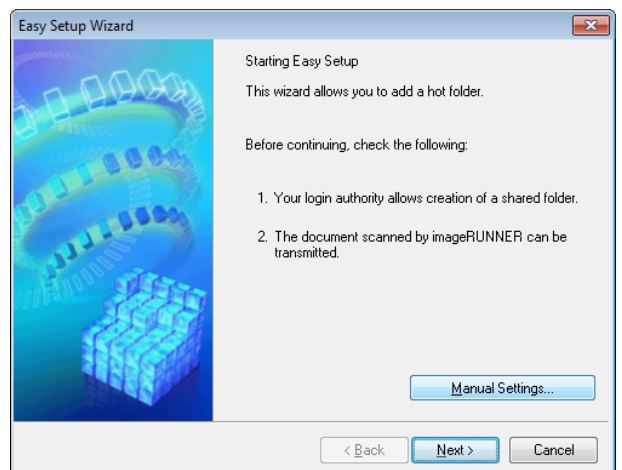 Easy Setup Wizard
Starting Easy Setup
This wizard allows you to add a hot folder.
Before continuing, check the following:
1. Your login authority allows creation of a shared folder.
2. The document scanned by imageRUNNER can be
transmitted.
Manual Settings...
< Back
Next >
Cancel